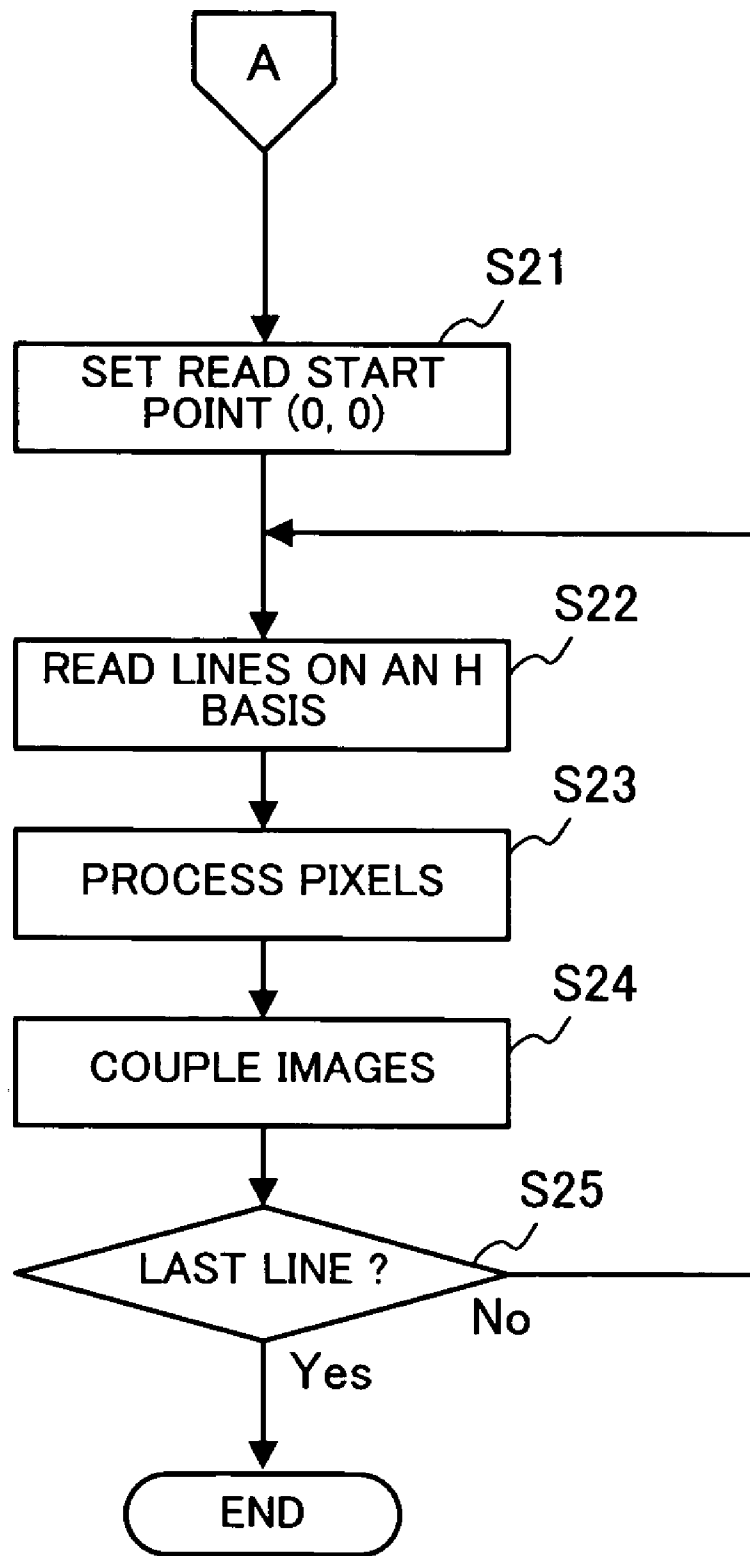 A
S21
SET READ START
POINT (0, 0)
S22
READ LINES ON AN H
BASIS
S23
PROCESS PIXELS
S24
COUPLE IMAGES
S25
LAST LINE ?
No
Yes
END